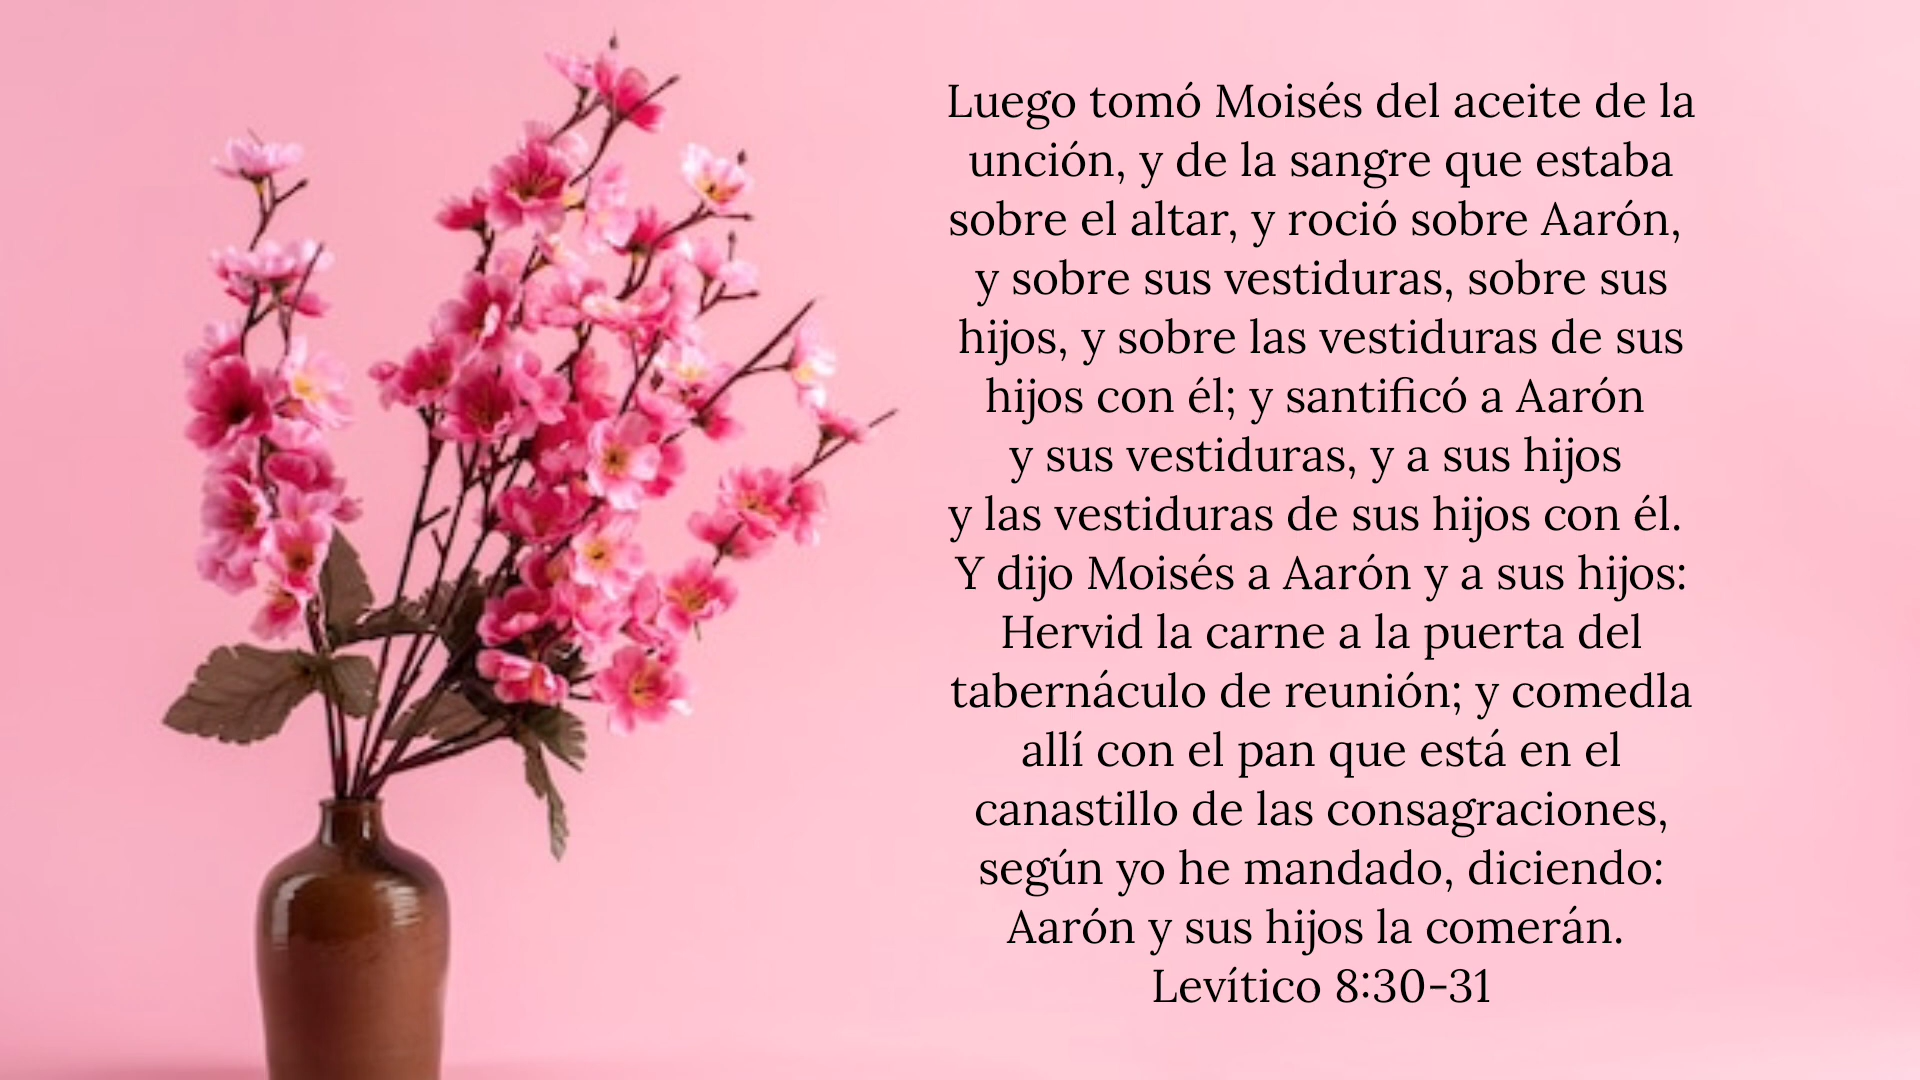 Luego tomó Moisés del aceite de la
unción, y de la sangre que estaba
sobre el altar, y roció sobre Aarón,
y sobre sus vestiduras, sobre sus
hijos, y sobre las vestiduras de sus
hijos con él; y santificó a Aarón
y sus vestiduras, y a sus hijos
y las vestiduras de sus hijos con él.
Y dijo Moisés a Aarón y a sus hijos:
Hervid la carne a la puerta del
tabernáculo de reunión; y comedla
allí con el pan que está en el
canastillo de las consagraciones,
según yo he mandado, diciendo:
Aarón y sus hijos la comerán.
Levítico 8:30-31